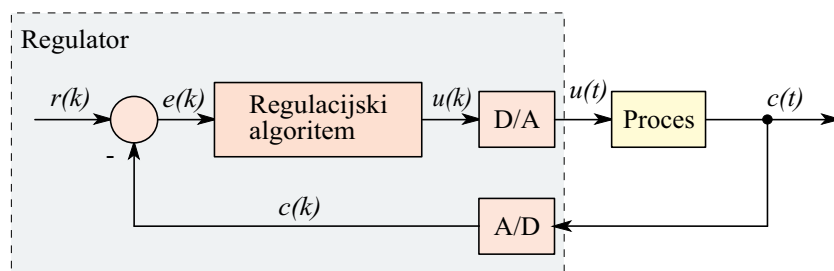 Regulator
r(k)
e(k)
Regulacijski
algoritem
u(k)
D/A
u(t)
Proces
c(t)
-
c(k)
A/D